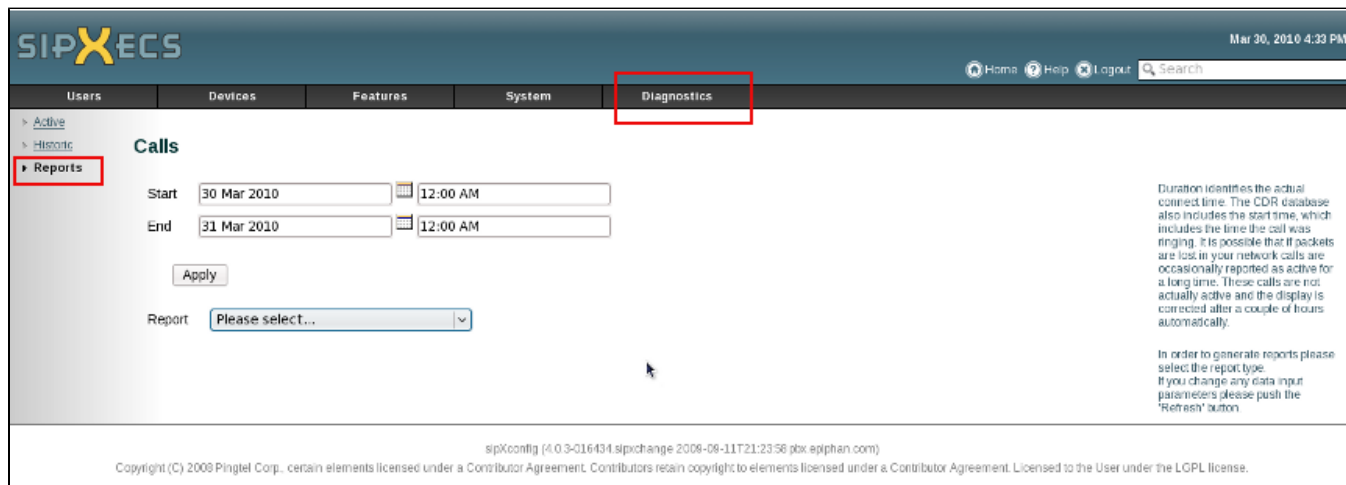 SIPXECS
Mar 30, 2010 4:33 PM
Home Help Logout Search
Users Devices Features System Diagnostics
Active
Historic
Reports
Calls
Start 30 Mar 2010 12:00 AM
End 31 Mar 2010 12:00 AM
Apply
Report Please select...
Duration identifies the actual
connect time. The CDR database
also includes the start time, which
includes the time the call was
ringing. It is possible that if packets
are lost in your network calls are
occasionally reported as active for
a long time. These calls are not
actually active and the display is
corrected after a couple of hours
automatically.
In order to generate reports please
select the report type.
If you change any data input
parameters please push the
'Refresh' button.
sipXconfig (4.0.3-016434.sipxchange 2009-09-11T21:23:58 pbx.epiphan.com)
Copyright (C) 2008 Pingtel Corp., certain elements licensed under a Contributor Agreement. Contributors retain copyright to elements licensed under a Contributor Agreement. Licensed to the User under the LGPL license.